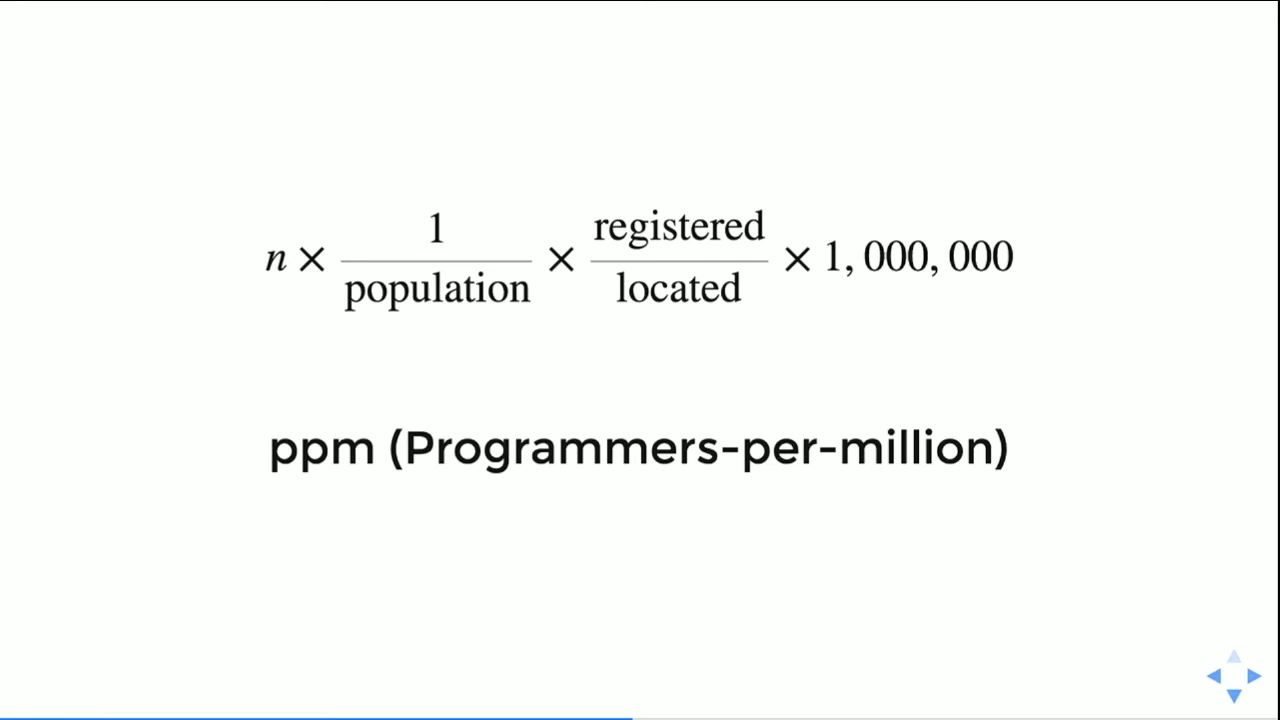 n × 1/population × registered/located × 1,000,000
ppm (Programmers-per-million)